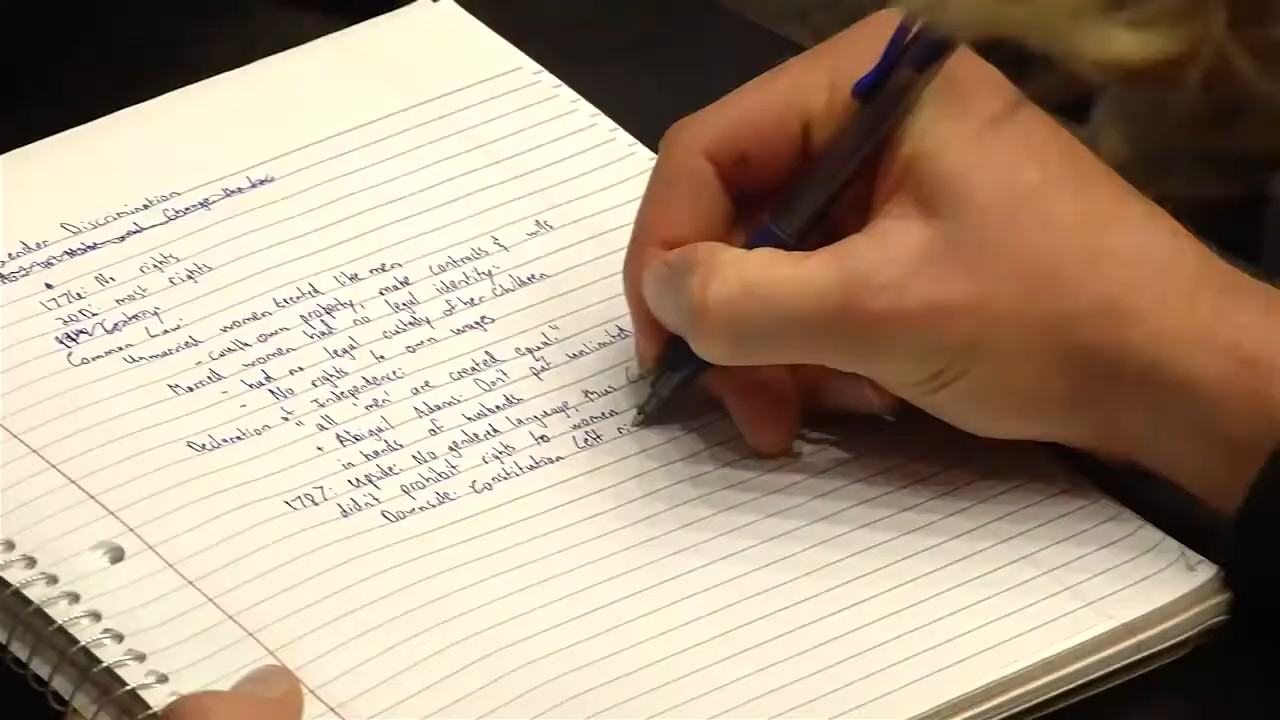 ender Discrimination
1776: No rights
2012: most rights
Century
Common Law:
Unmarried women treated like men
- could own property, make contracts & wills
Married women had no legal identity.
- had no legal custody of her children
- No rights to own wages
Declaration of Independence:
"all 'men' are created equal."
+ Abigail Adams: Don't put unlimited
in hands of husbands
1787: Upside: No gendered language, thus
didn't prohibit rights to women
Downside: Constitution left ri